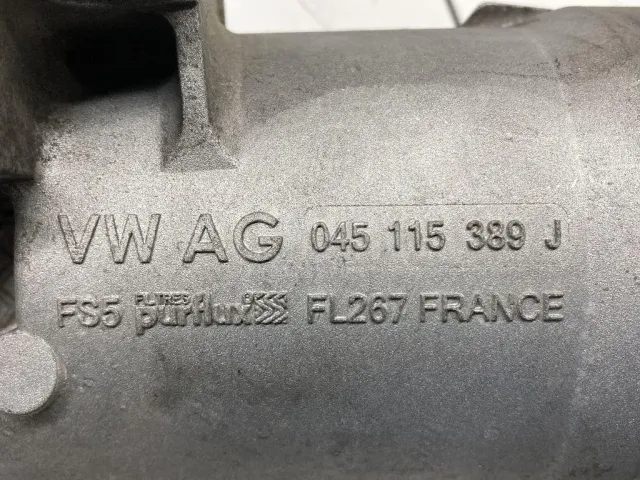 VW AG 045 115 389 J
FS5 FILTRES purflux FL267 FRANCE